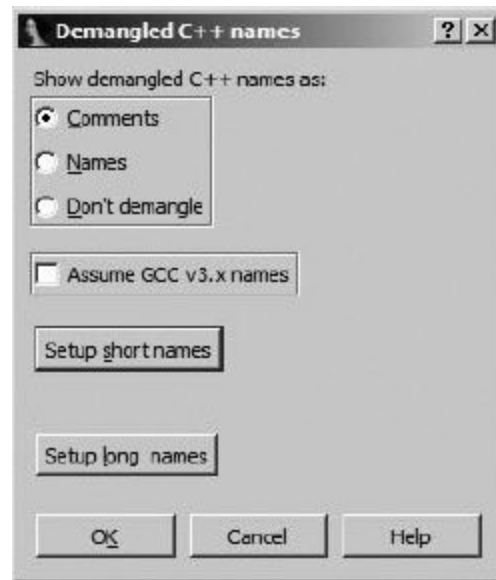 Demangled C++ names
Show demangled C++ names as:
Comments
Names
Don't demangle
Assume GCC v3.x names
Setup short names
Setup long names
OK Cancel Help